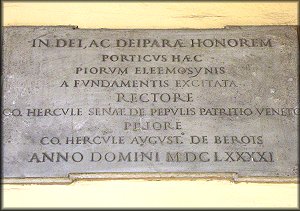 IN DEI, AC DEIPARÆ HONOREM
PORTICUS HÆC
PIORUM ELEEMOSYNIS
A FUNDAMENTIS EXCITATA
RECTORE
CO. HERCULE SENAT. DE PEPULIS PATRITIO VENETO
PRIORE
CO. HERCULE AUGUST. DE BEROIS
ANNO DOMINI MDCLXXXXI